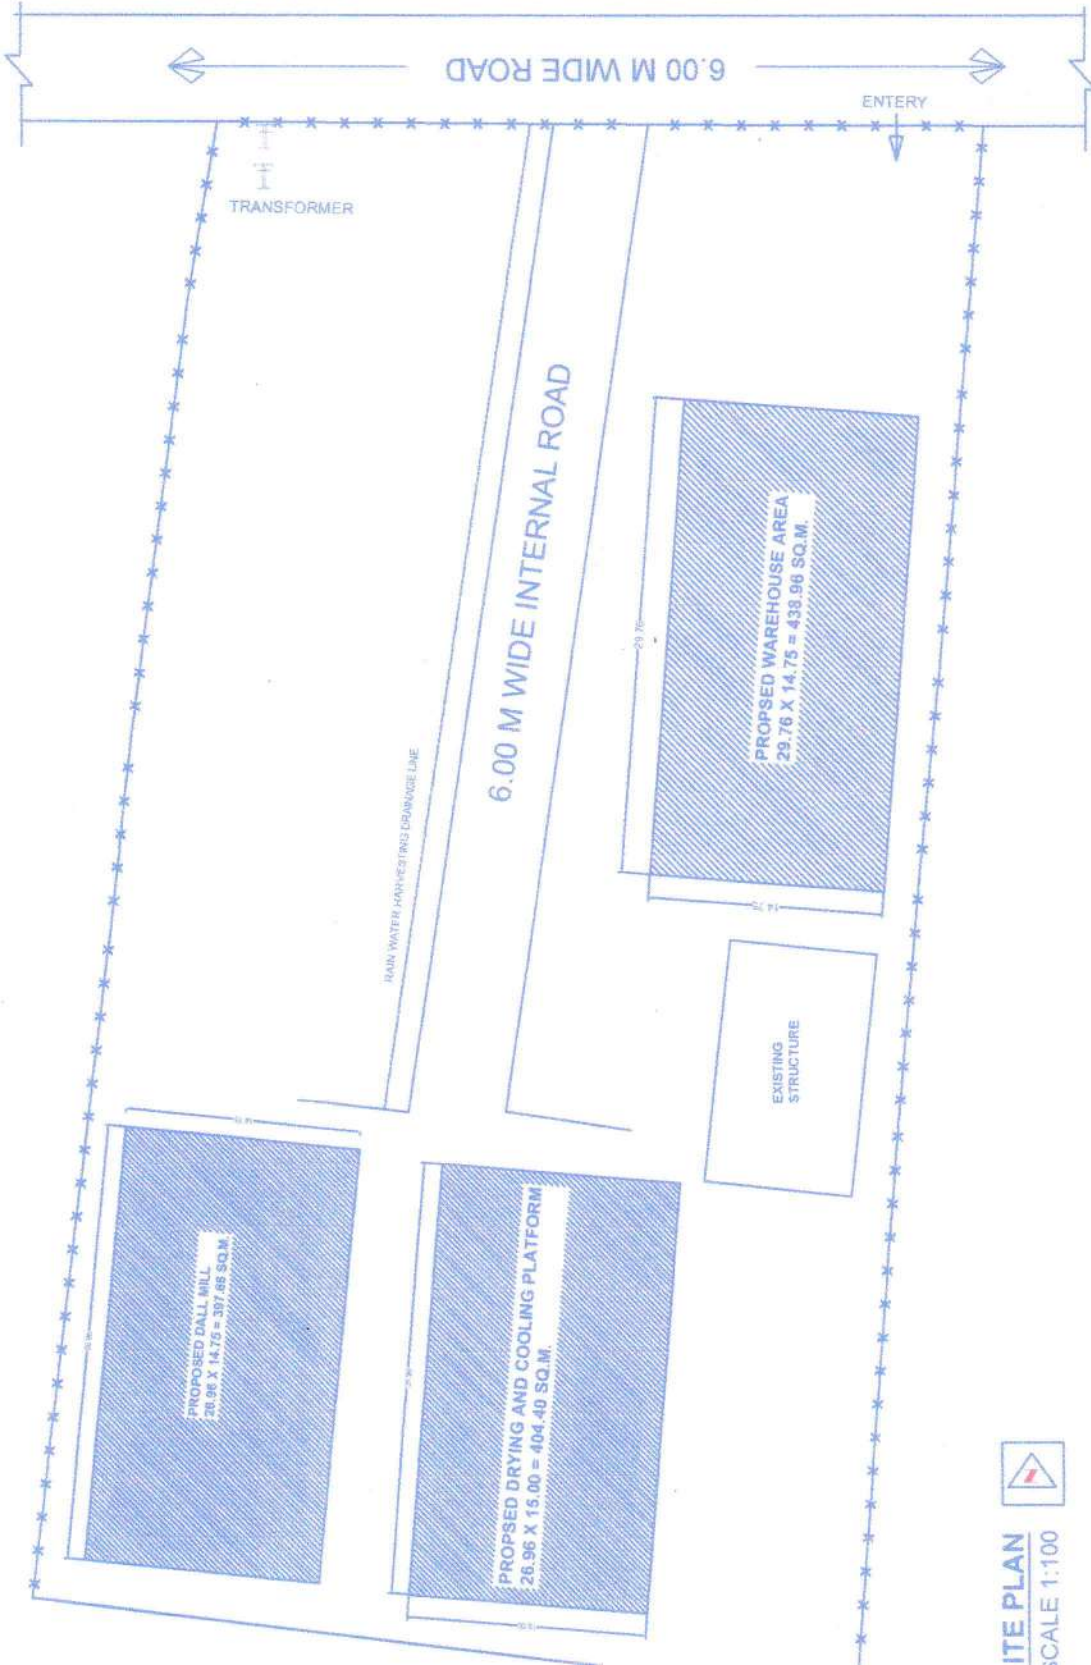 6.00 M WIDE ROAD
ENTERY
TRANSFORMER
6.00 M WIDE INTERNAL ROAD
RAIN WATER HARVESTING DRAINAGE LINE
29.76
PROPSED WAREHOUSE AREA
29.76 X 14.75 = 438.96 SQ.M.
EXISTING
STRUCTURE
PROPOSED DALL MILL
26.96 X 14.75 = 397.66 SQ.M.
PROPSED DRYING AND COOLING PLATFORM
26.96 X 15.00 = 404.40 SQ.M.
ITE PLAN
SCALE 1:100